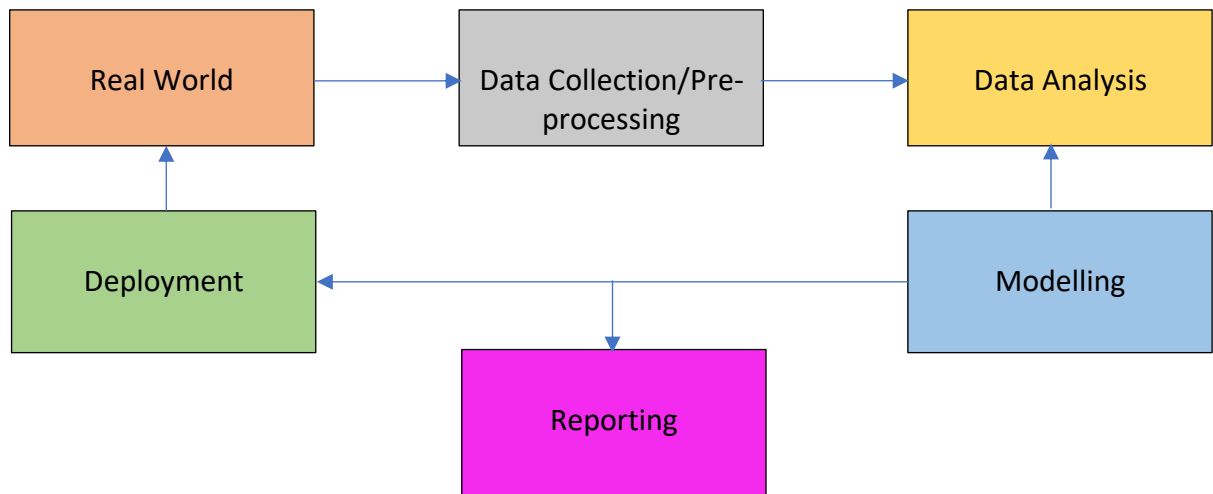 Real World
Data Collection/Pre-
processing
Data Analysis
Deployment
Modelling
Reporting